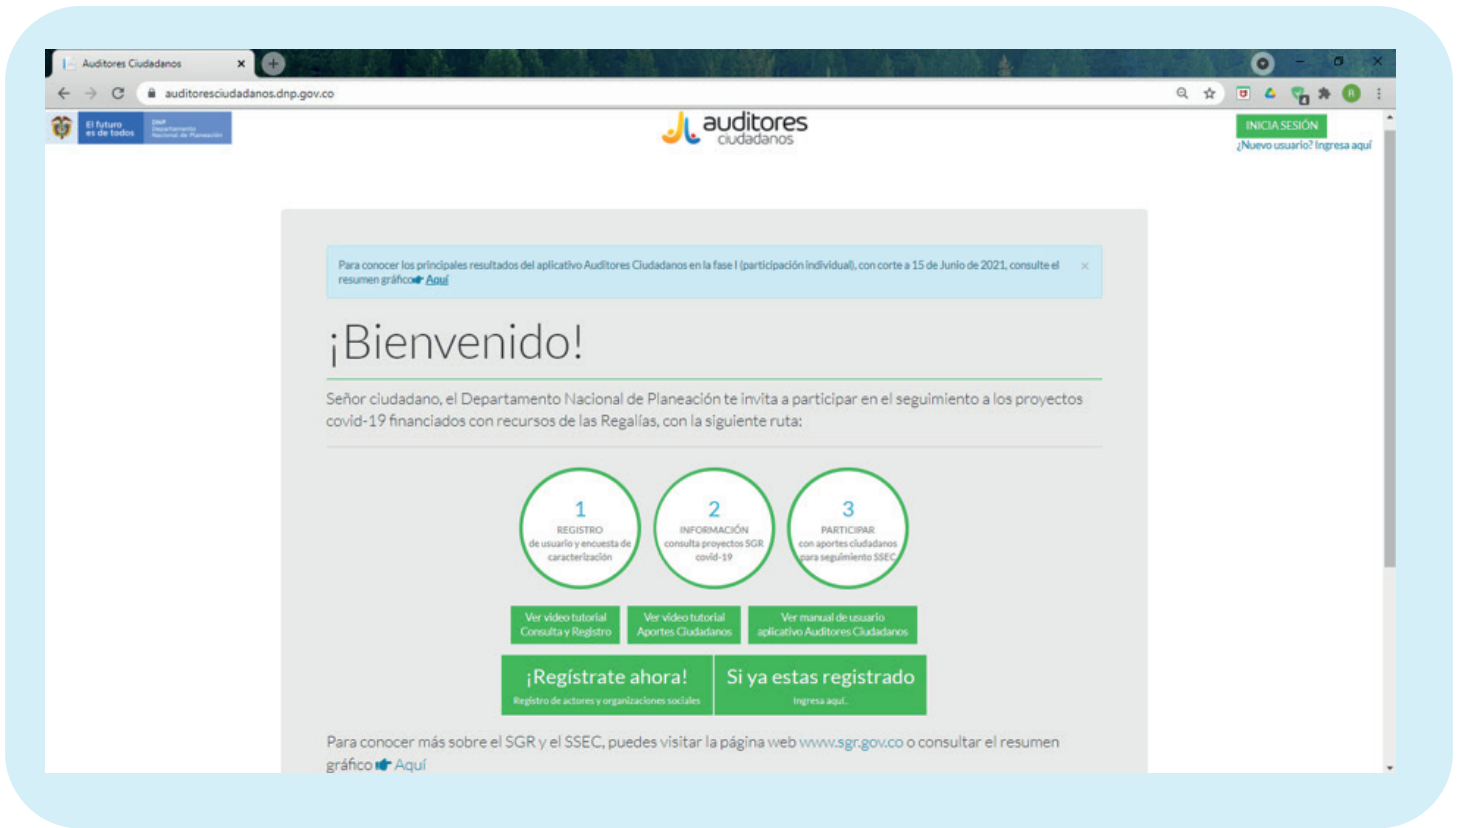 Auditores Ciudadanos
auditoresciudadanos.dnp.gov.co
R
El futuro
es de todos
DNP
Departamento
Nacional de Planeación
auditores
ciudadanos
INICIA SESIÓN
¿Nuevo usuario? Ingresa aquí
Para conocer los principales resultados del aplicativo Auditores Ciudadanos en la fase I (participación individual), con corte a 15 de Junio de 2021, consulte el
resumen gráfico Aquí
¡Bienvenido!
Señor ciudadano, el Departamento Nacional de Planeación te invita a participar en el seguimiento a los proyectos
covid-19 financiados con recursos de las Regalías, con la siguiente ruta:
1
REGISTRO
de usuario y encuesta de
caracterización
2
INFORMACIÓN
consulta proyectos SGR
covid-19
3
PARTICIPAR
con aportes ciudadanos
para seguimiento SSEC
Ver video tutorial
Consulta y Registro
Ver video tutorial
Aportes Ciudadanos
Ver manual de usuario
aplicativo Auditores Ciudadanos
¡Regístrate ahora!
Registro de actores y organizaciones sociales
Si ya estas registrado
Ingresa aquí..
Para conocer más sobre el SGR y el SSEC, puedes visitar la página web www.sgr.gov.co o consultar el resumen
gráfico Aquí